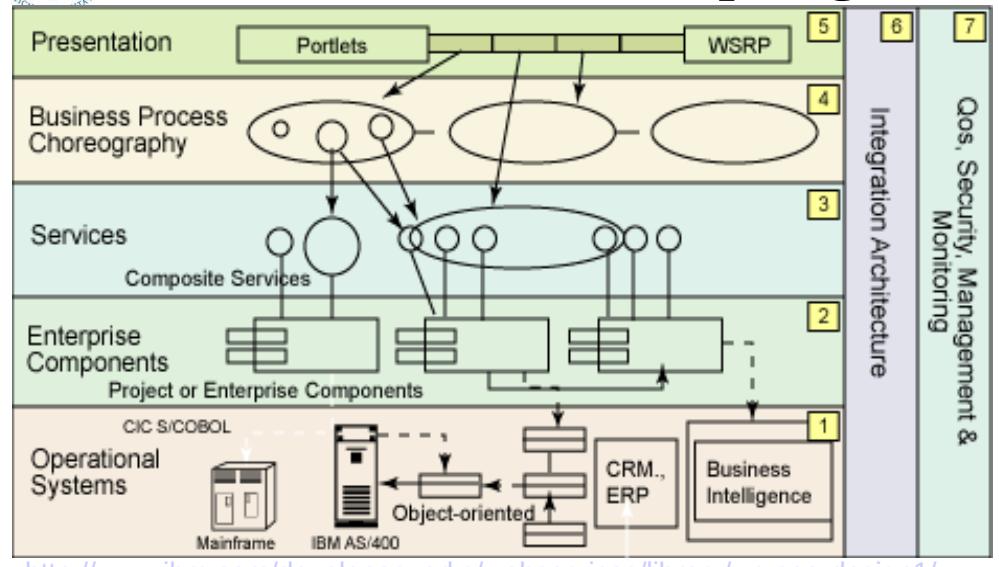 Presentation
Portlets
WSRP
5
6
7
Business Process
Choreography
4
Services
3
Composite Services
Enterprise
Components
2
Project or Enterprise Components
Operational
Systems
1
CIC S/COBOL
Mainframe
IBM AS/400
Object-oriented
CRM.,
ERP
Business
Intelligence
Integration Architecture
Qos, Security, Management &
Monitoring